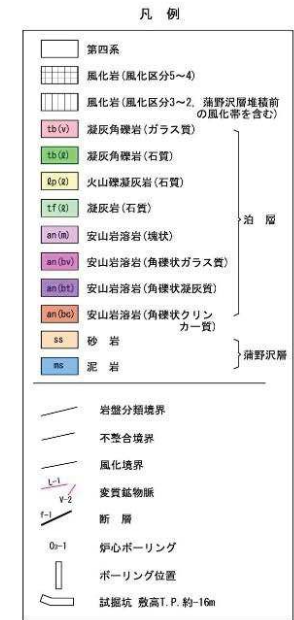 凡 例
第四系
風化岩(風化区分5~4)
風化岩(風化区分3~2, 蒲野沢層堆積前
の風化帯を含む)
tb(v) 凝灰角礫岩(ガラス質)
tb(ℓ) 凝灰角礫岩(石質)
ℓp(ℓ) 火山礫凝灰岩(石質)
tf(ℓ) 凝灰岩(石質)
an(m) 安山岩溶岩(塊状)
an(bv) 安山岩溶岩(角礫状ガラス質)
an(bt) 安山岩溶岩(角礫状凝灰質)
an(bc) 安山岩溶岩(角礫状クリン
カー質)
泊 層
ss 砂 岩
ms 泥 岩
蒲野沢層
岩盤分類境界
不整合境界
風化境界
L-1 V-2 変質鉱物脈
f-1 断 層
O₃-1 炉心ボーリング
ボーリング位置
試掘坑 敷高T.P.約-16m